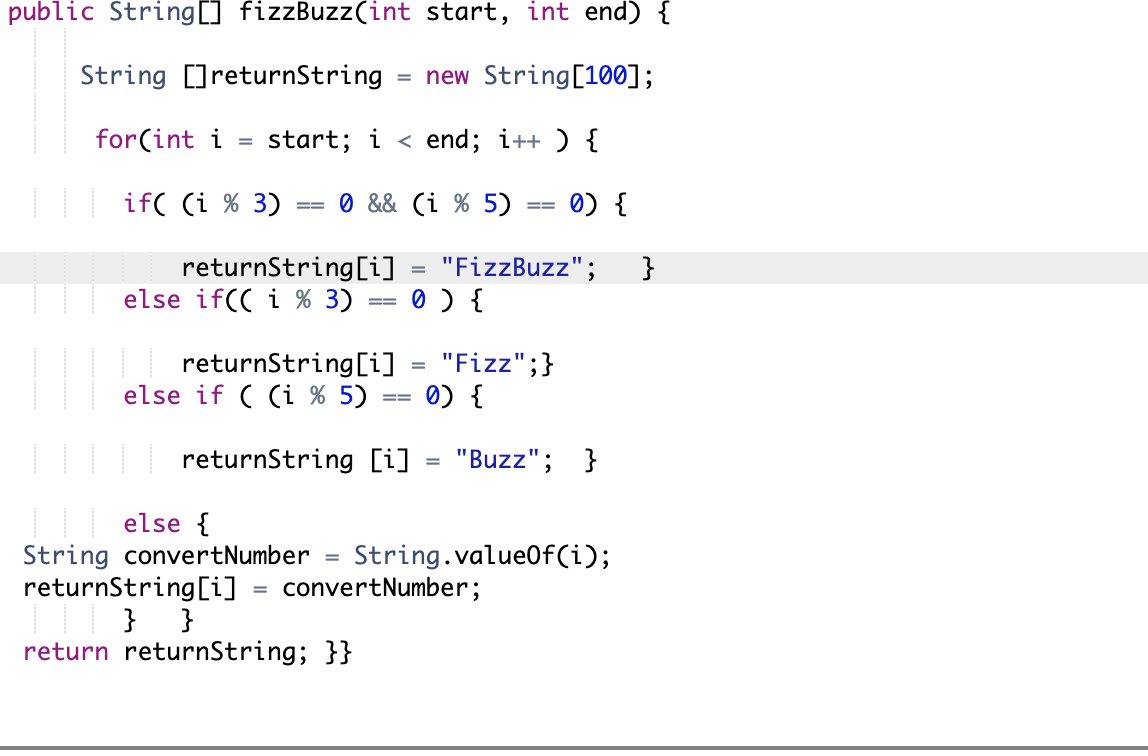 public String[] fizzBuzz(int start, int end) {
String []returnString = new String[100];
for(int i = start; i < end; i++ ) {
if( (i % 3) == 0 && (i % 5) == 0) {
returnString[i] = "FizzBuzz";   }
else if(( i % 3) == 0 ) {
returnString[i] = "Fizz";}
else if ( (i % 5) == 0) {
returnString [i] = "Buzz";  }
else {
String convertNumber = String.valueOf(i);
returnString[i] = convertNumber;
}   }
return returnString; }}